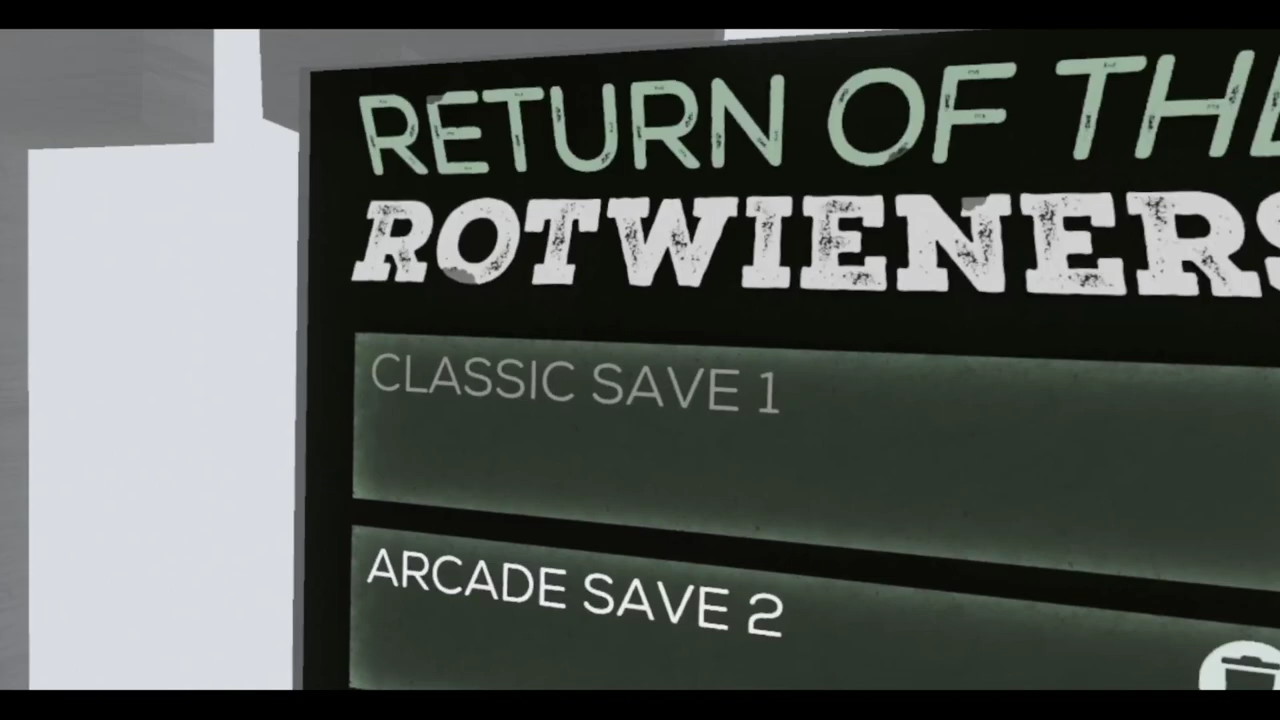 RETURN OF THE
ROTWIENERS
CLASSIC SAVE 1
ARCADE SAVE 2